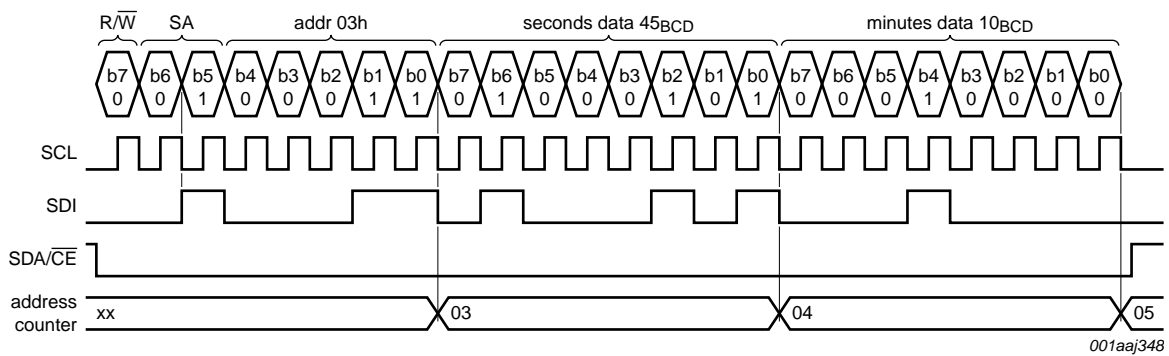 R/W SA addr 03h seconds data 45BCD minutes data 10BCD
b7 b6 b5 b4 b3 b2 b1 b0 b7 b6 b5 b4 b3 b2 b1 b0 b7 b6 b5 b4 b3 b2 b1 b0
0 0 1 0 0 0 1 1 0 1 0 0 0 1 0 1 0 0 0 1 0 0 0 0
SCL
SDI
SDA/CE
address
counter
xx 03 04 05
001aaj348